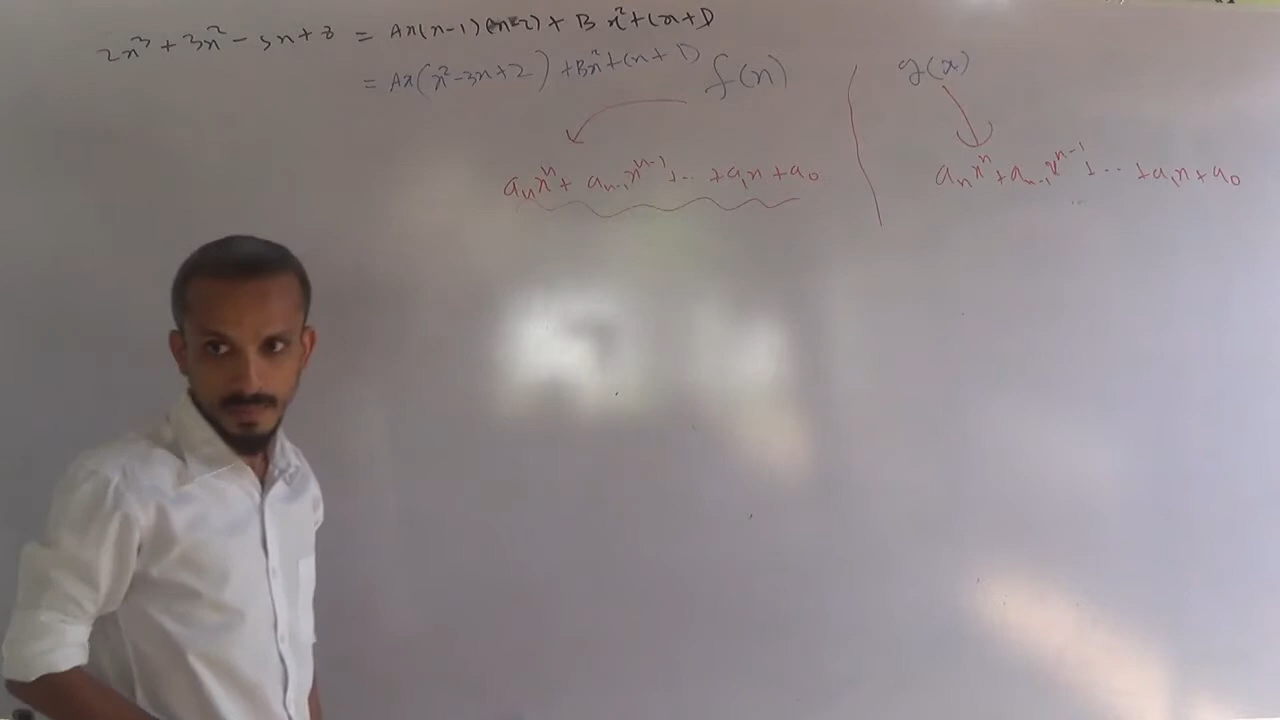 2x³ + 3x² - 5x + 8 = Ax(x-1)(x-2) + Bx² + Cx + D
= Ax(x² - 3x + 2) + Bx² + Cx + D
f(x)
g(x)
aₙxⁿ + aₙ₋₁xⁿ⁻¹ + ... + a₁x + a₀
aₙxⁿ + aₙ₋₁xⁿ⁻¹ + ... + a₁x + a₀